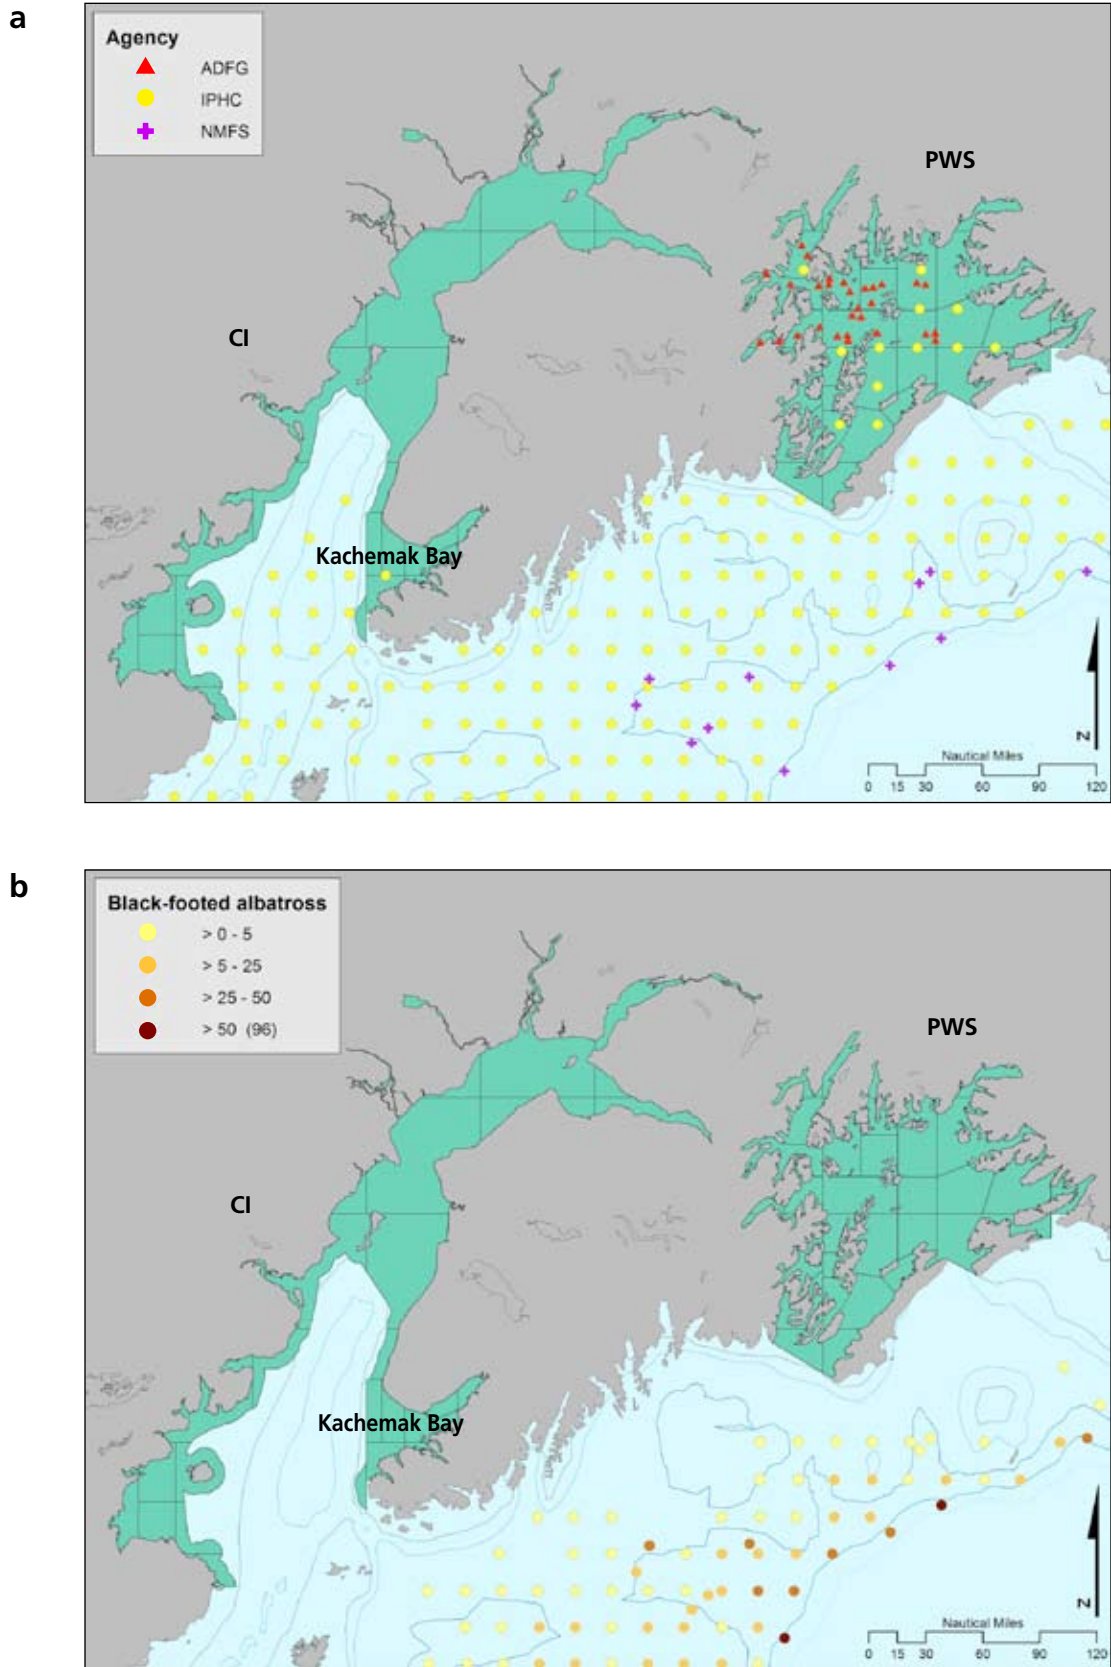 a
Agency
ADFG
IPHC
NMFS
PWS
CI
Kachemak Bay
N
Nautical Miles
0 15 30 60 90 120
b
Black-footed albatross
> 0 - 5
> 5 - 25
> 25 - 50
> 50 (96)
PWS
CI
Kachemak Bay
N
Nautical Miles
0 15 30 60 90 120